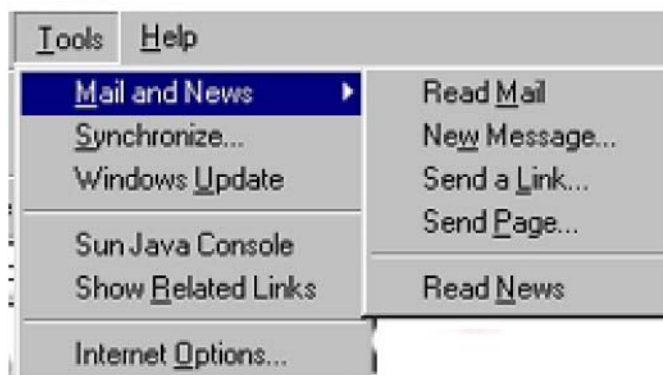 Tools Help
Mail and News
Synchronize...
Windows Update
Sun Java Console
Show Related Links
Internet Options...
Read Mail
New Message...
Send a Link...
Send Page...
Read News